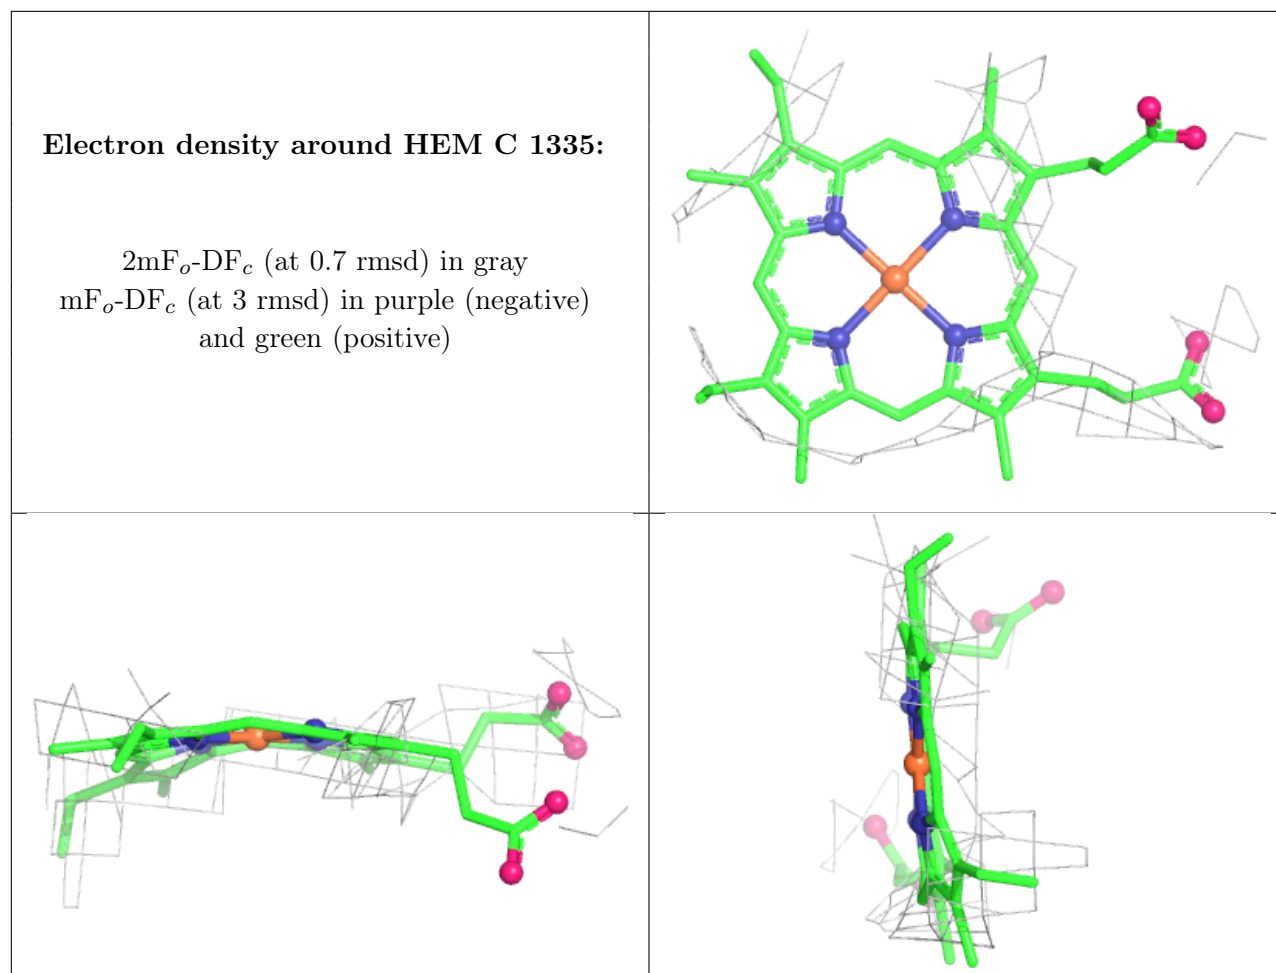 Electron density around HEM C 1335:
2mFo-DFc (at 0.7 rmsd) in gray
mFo-DFc (at 3 rmsd) in purple (negative)
and green (positive)